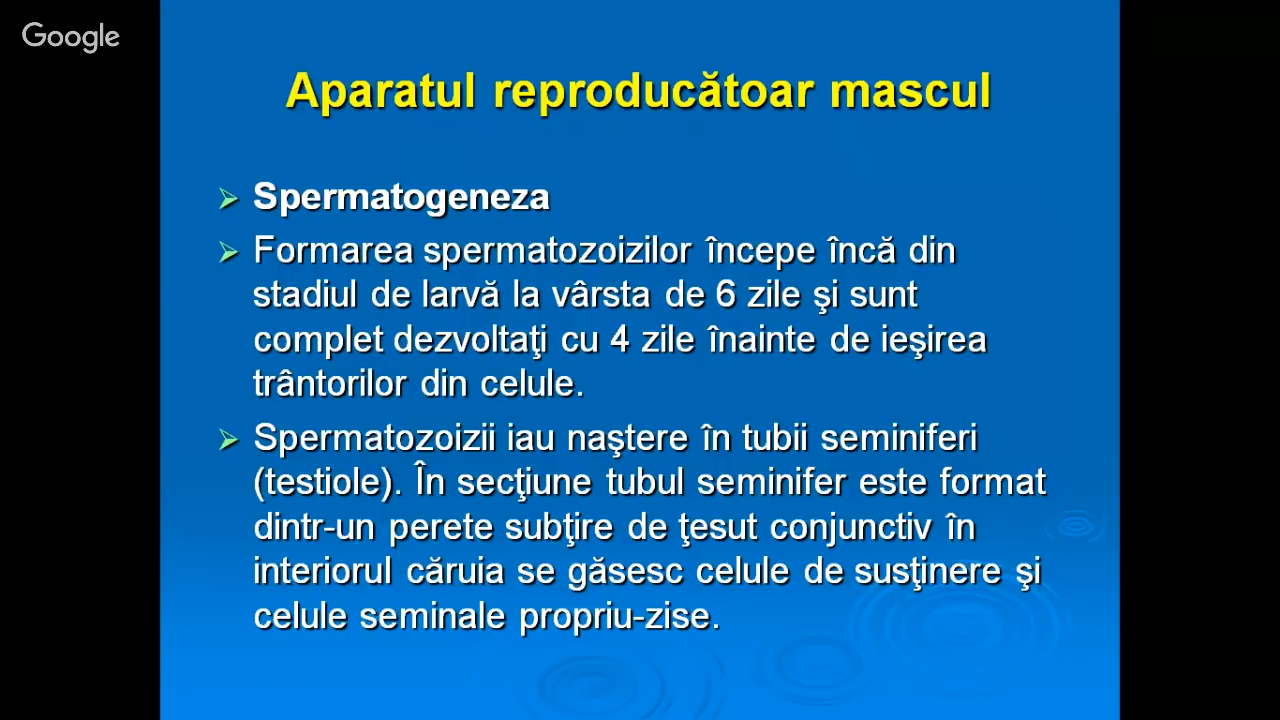 Google
Aparatul reproducătoar mascul
Spermatogeneza
Formarea spermatozoizilor începe încă din
stadiul de larvă la vârsta de 6 zile şi sunt
complet dezvoltaţi cu 4 zile înainte de ieşirea
trântorilor din celule.
Spermatozoizii iau naştere în tubii seminiferi
(testiole). În secţiune tubul seminifer este format
dintr-un perete subţire de ţesut conjunctiv în
interiorul căruia se găsesc celule de susţinere şi
celule seminale propriu-zise.